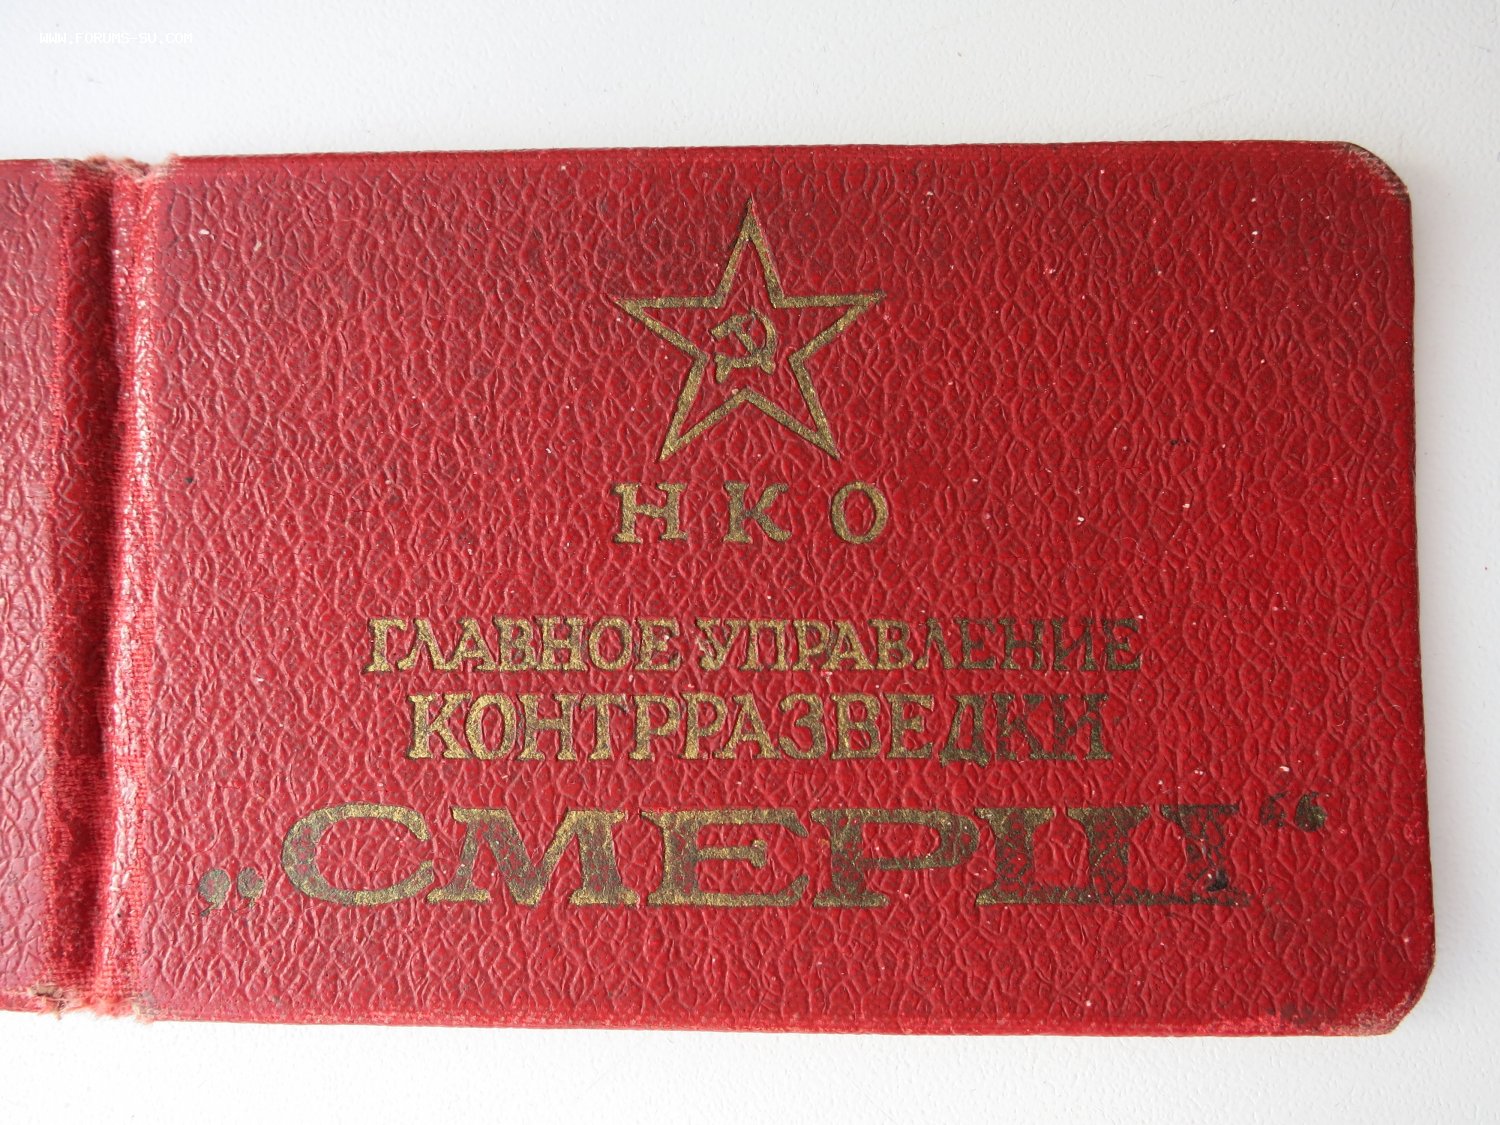 WWW.FORUMS-SU.COM
НКО
ГЛАВНОЕ УПРАВЛЕНИЕ
КОНТРРАЗВЕДКИ
„СМЕРШ“